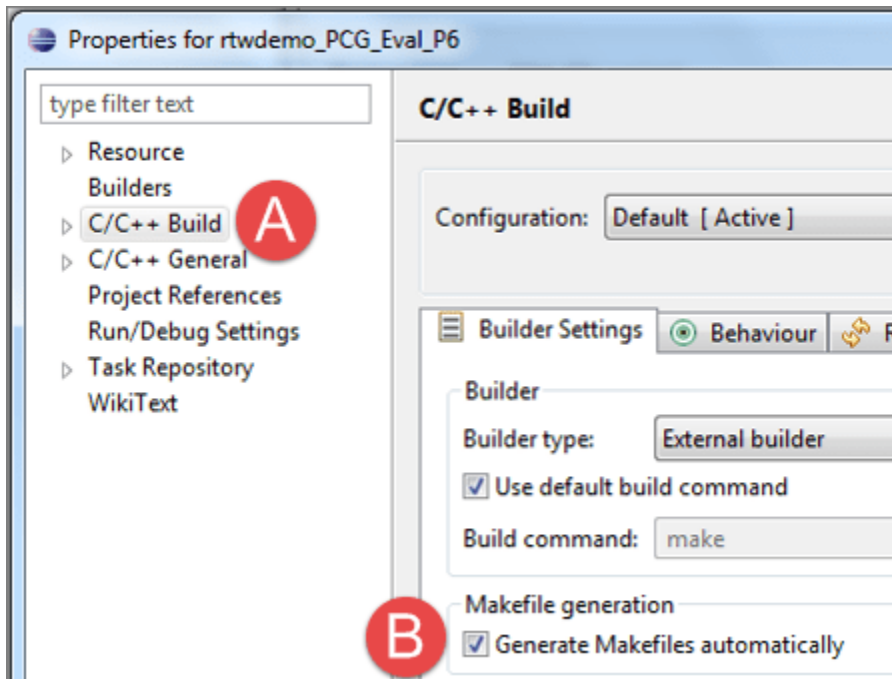 Properties for rtwdemo_PCG_Eval_P6
type filter text
Resource
Builders
C/C++ Build
A
C/C++ General
Project References
Run/Debug Settings
Task Repository
WikiText
C/C++ Build
Configuration: Default [ Active ]
Builder Settings Behaviour
Builder
Builder type: External builder
Use default build command
Build command: make
Makefile generation
B Generate Makefiles automatically